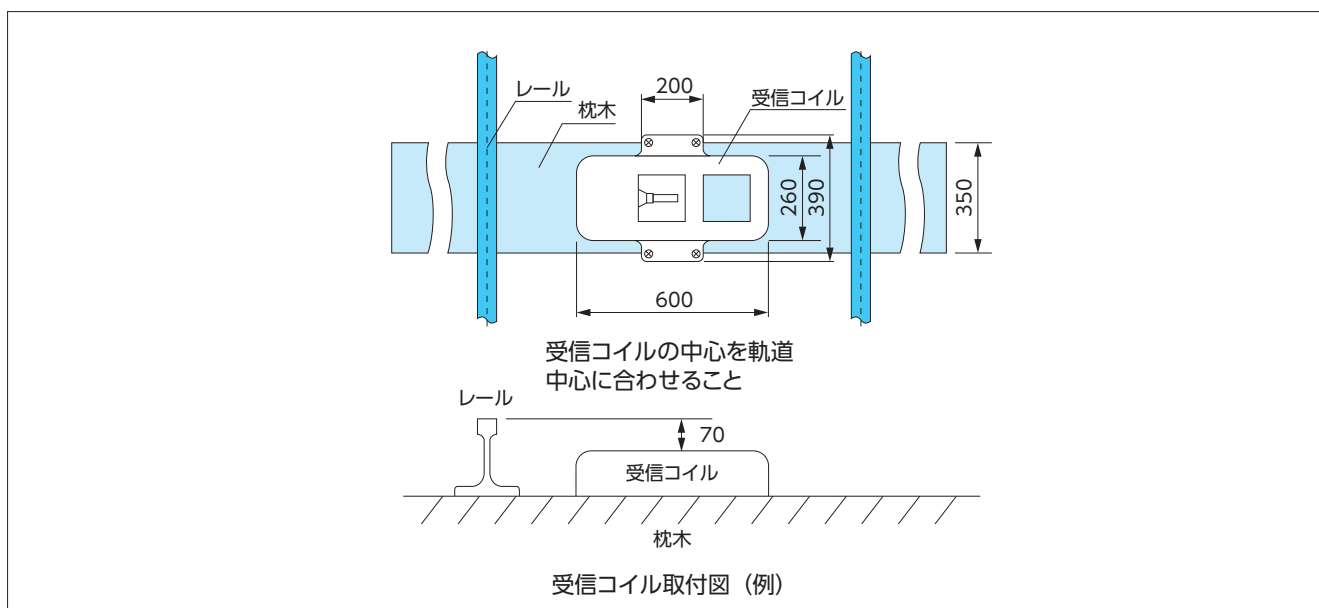 レール
枕木
200
受信コイル
260
390
350
600
受信コイルの中心を軌道
中心に合わせること
レール
70
受信コイル
枕木
受信コイル取付図（例）